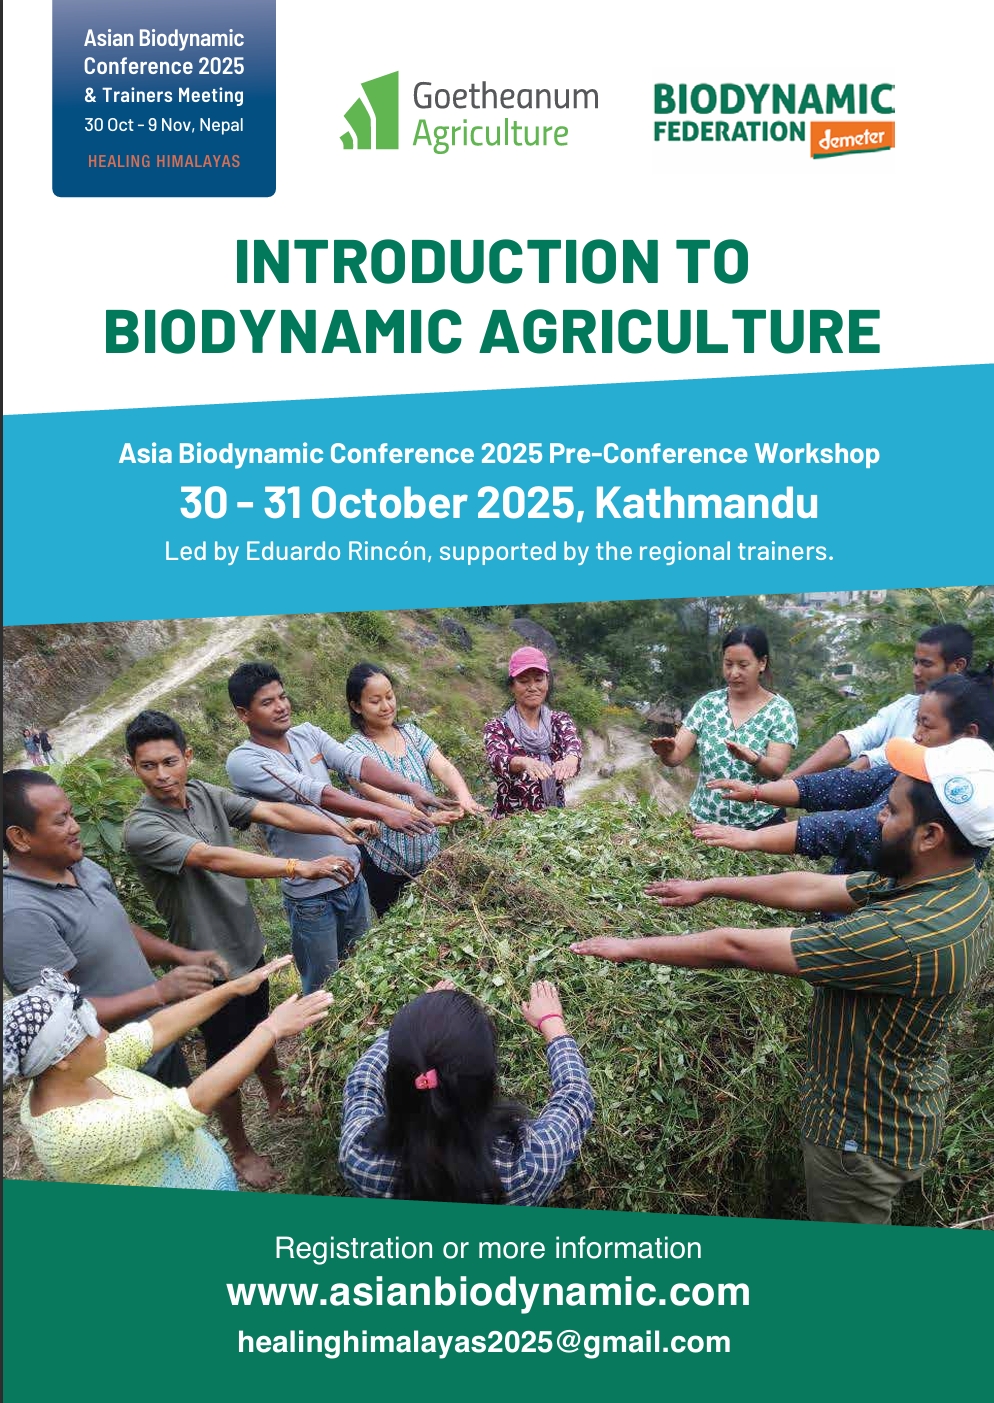 Asian Biodynamic
Conference 2025
& Trainers Meeting
30 Oct - 9 Nov, Nepal
HEALING HIMALAYAS
Goetheanum
Agriculture
BIODYNAMIC
FEDERATION demeter
INTRODUCTION TO
BIODYNAMIC AGRICULTURE
Asia Biodynamic Conference 2025 Pre-Conference Workshop
30 - 31 October 2025, Kathmandu
Led by Eduardo Rincón, supported by the regional trainers.
Registration or more information
www.asianbiodynamic.com
healinghimalayas2025@gmail.com